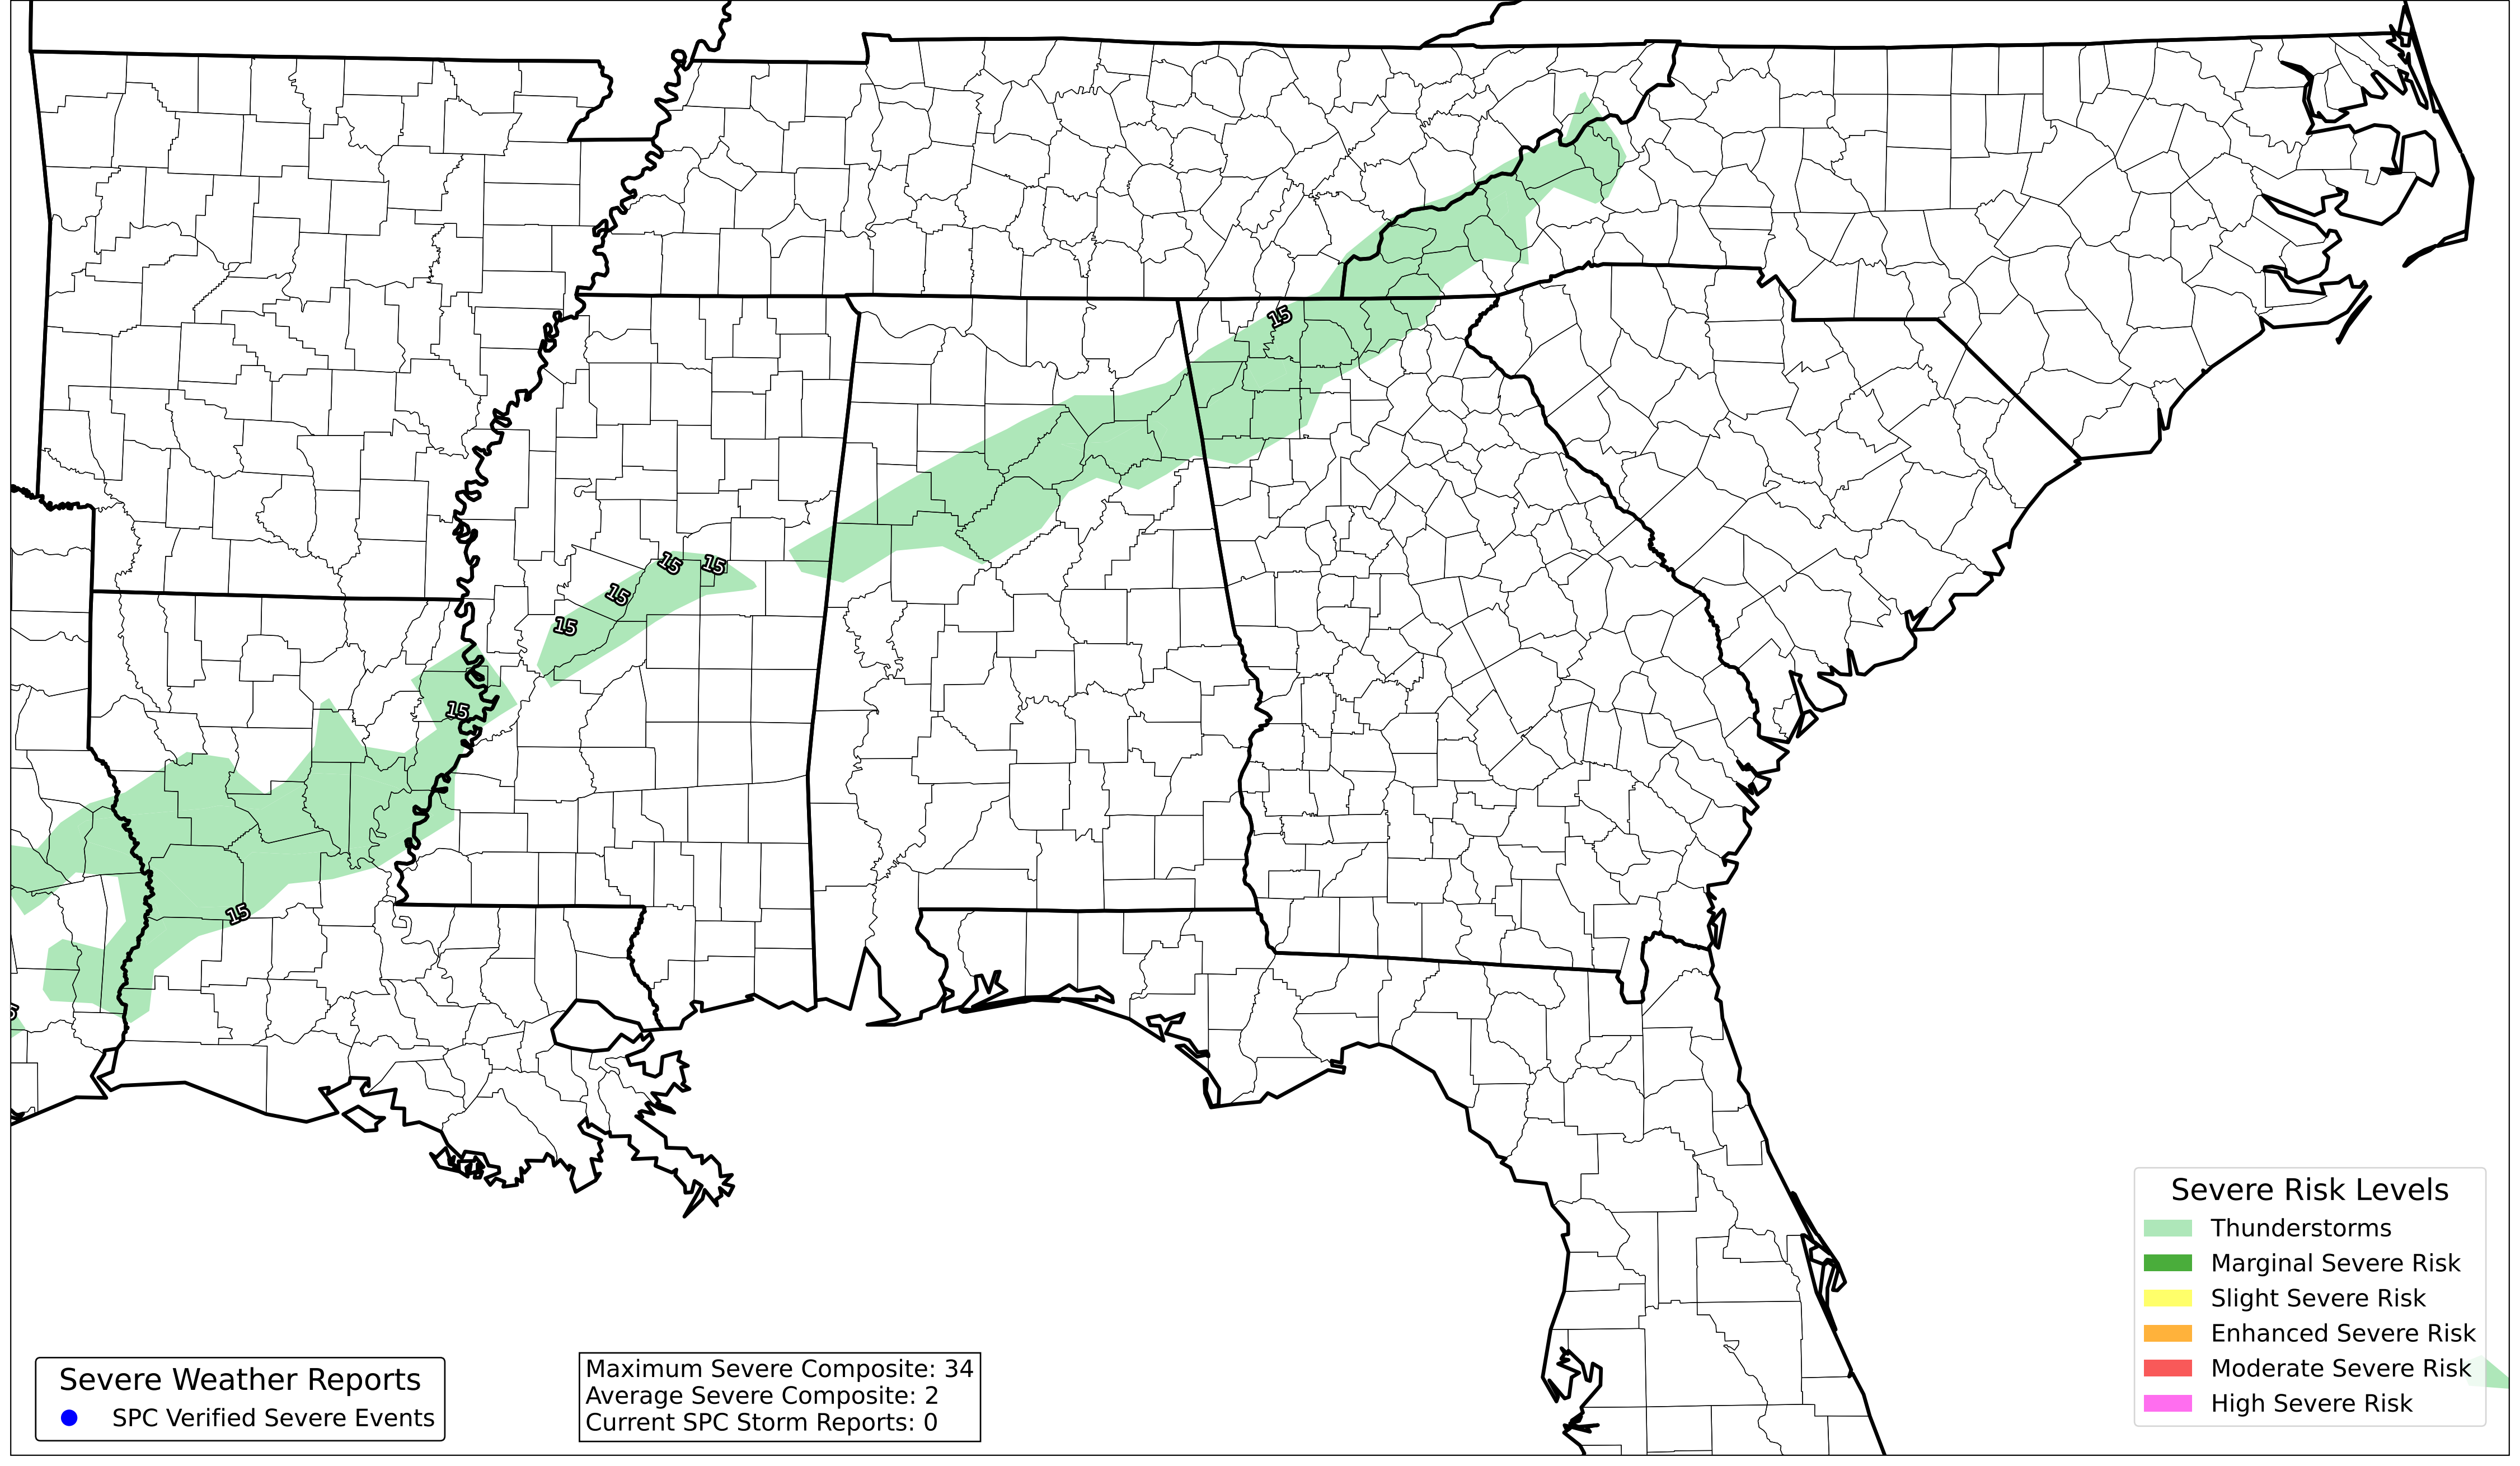 15
15
15
15
15
15
15
Severe Risk Levels
Thunderstorms
Marginal Severe Risk
Slight Severe Risk
Enhanced Severe Risk
Moderate Severe Risk
High Severe Risk
Severe Weather Reports
SPC Verified Severe Events
Maximum Severe Composite: 34
Average Severe Composite: 2
Current SPC Storm Reports: 0